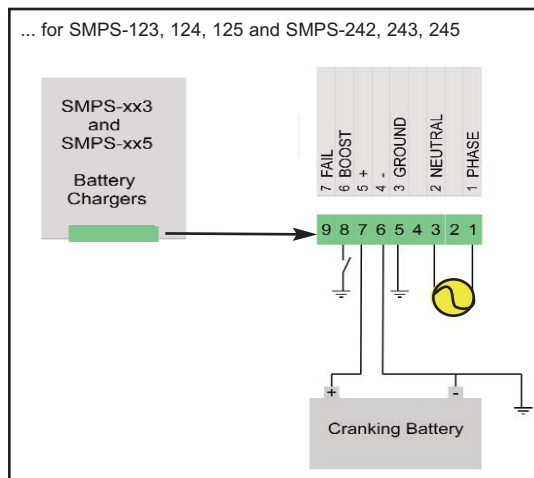 ... for SMPS-123, 124, 125 and SMPS-242, 243, 245
SMPS-xx3
and
SMPS-xx5
Battery
Chargers
7 FAIL
6 BOOST
5 +
4 -
3 GROUND
2 NEUTRAL
1 PHASE
9 8 7 6 5 4 3 2 1
+ -
Cranking Battery